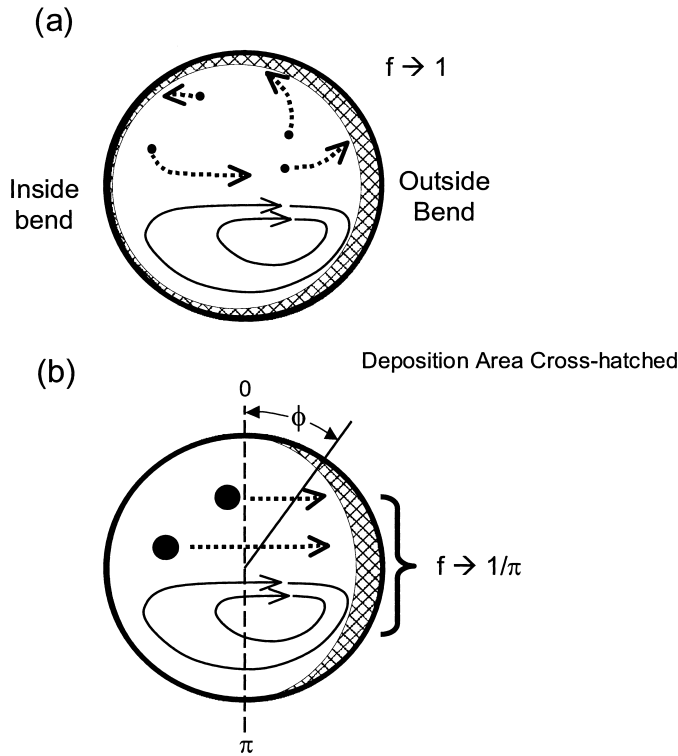 (a)
f → 1
Inside
bend
Outside
Bend
Deposition Area Cross-hatched
(b)
0
ϕ
f → 1/π
π